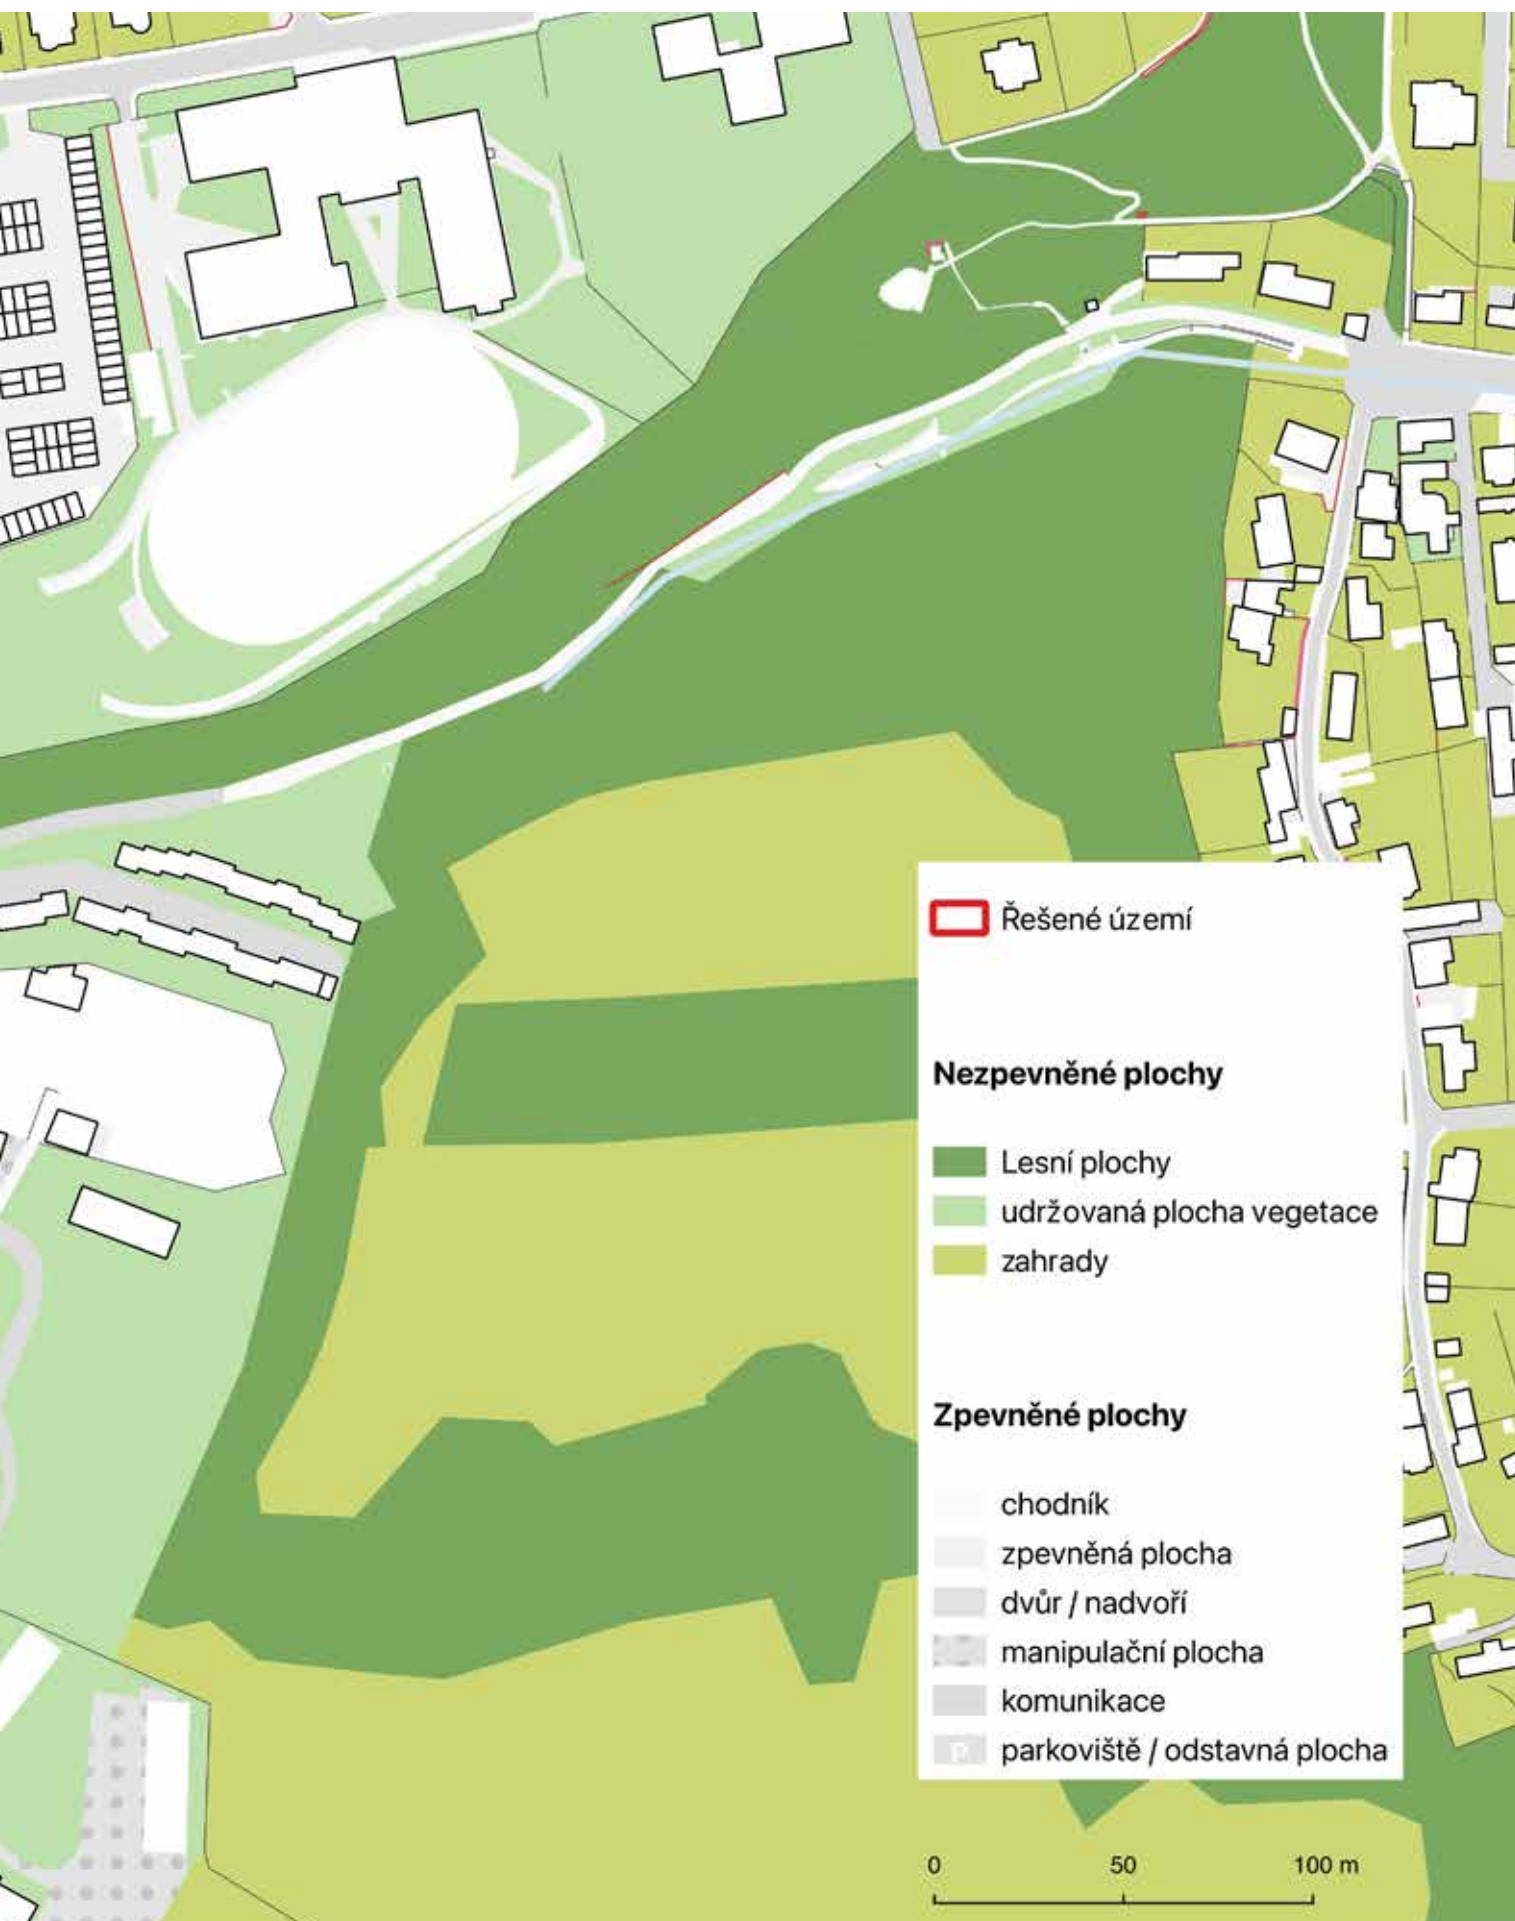 Řešené území
Nezpevněné plochy
Lesní plochy
udržovaná plocha vegetace
zahrady
Zpevněné plochy
chodník
zpevněná plocha
dvůr / nadvoří
manipulační plocha
komunikace
P
parkoviště / odstavná plocha
0 50 100 m